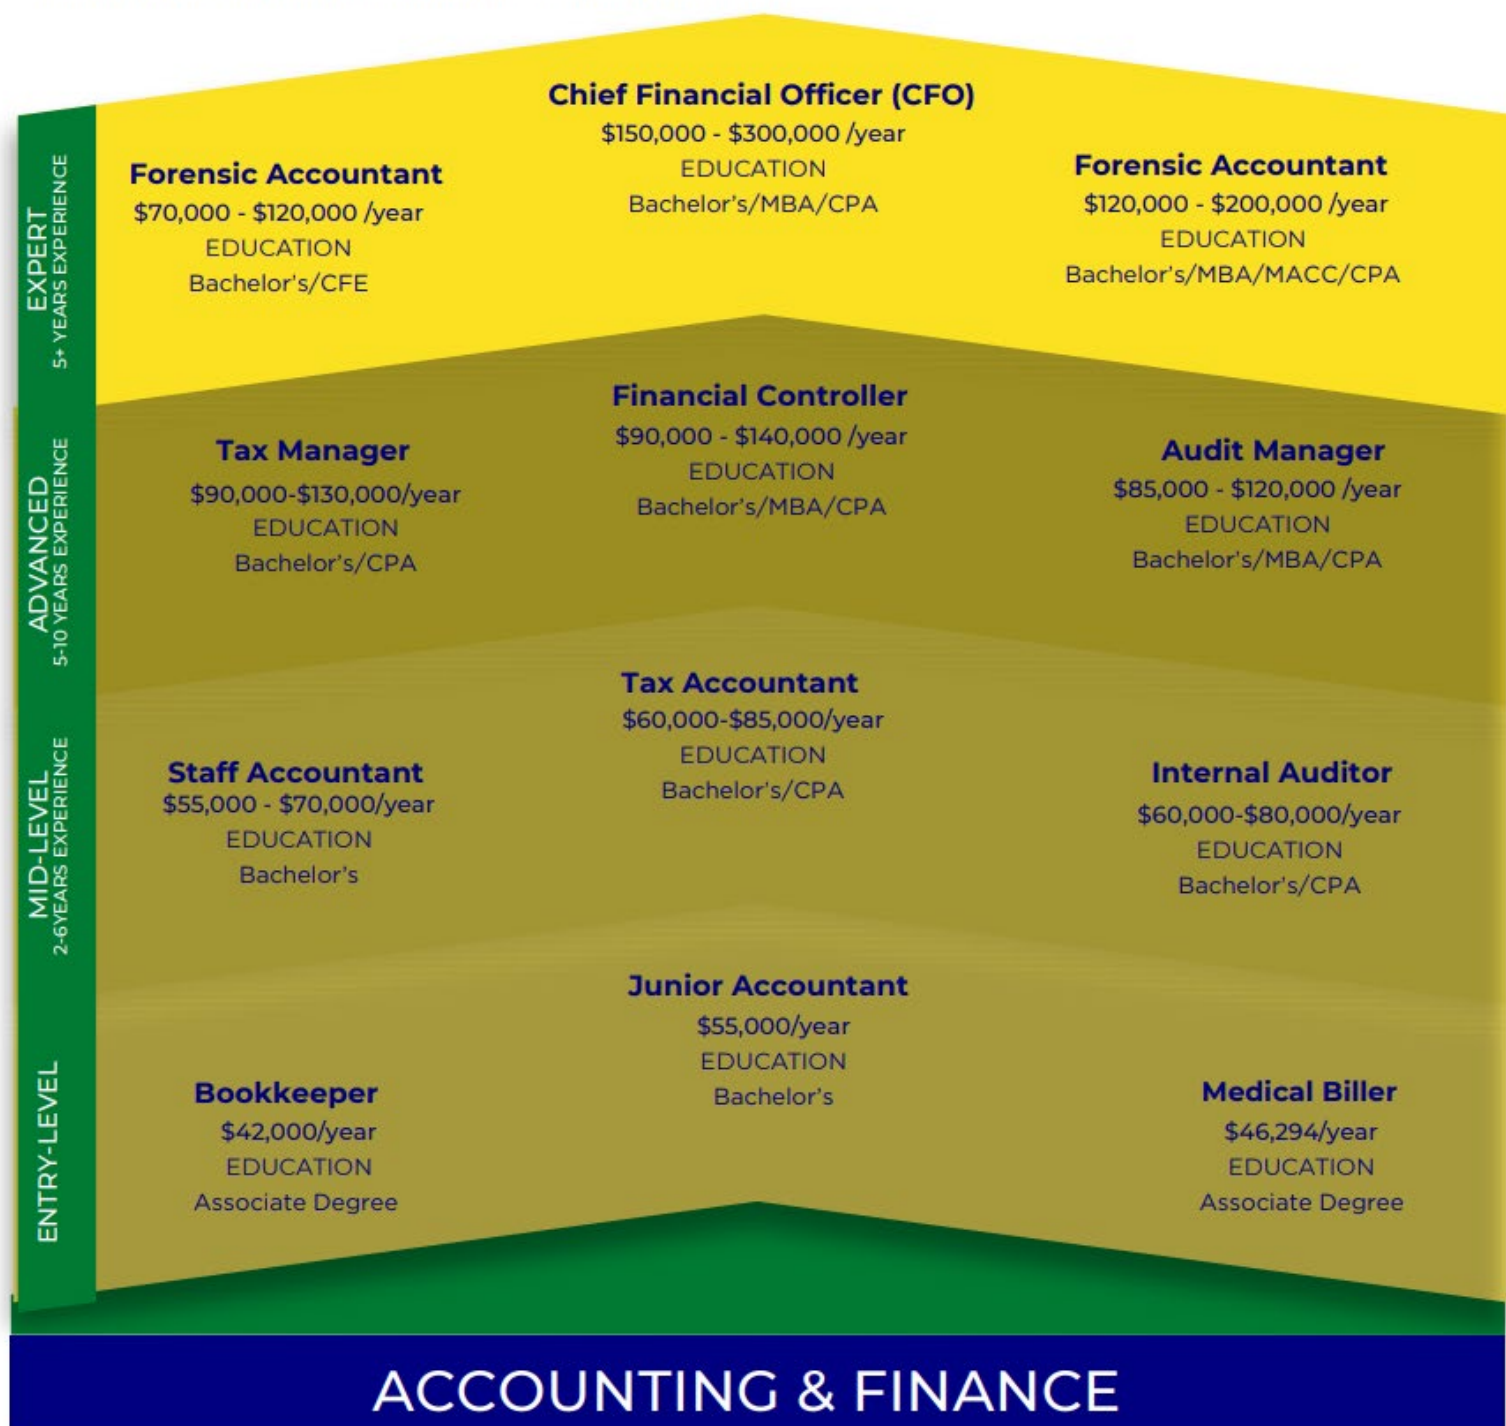 Chief Financial Officer (CFO)
$150,000 - $300,000 /year
EDUCATION
Bachelor's/MBA/CPA
Forensic Accountant
$70,000 - $120,000 /year
EDUCATION
Bachelor's/CFE
Forensic Accountant
$120,000 - $200,000 /year
EDUCATION
Bachelor's/MBA/MACC/CPA
EXPERT
5+ YEARS EXPERIENCE
Financial Controller
$90,000 - $140,000 /year
EDUCATION
Bachelor's/MBA/CPA
Tax Manager
$90,000-$130,000/year
EDUCATION
Bachelor's/CPA
Audit Manager
$85,000 - $120,000 /year
EDUCATION
Bachelor's/MBA/CPA
ADVANCED
5-10 YEARS EXPERIENCE
Tax Accountant
$60,000-$85,000/year
EDUCATION
Bachelor's/CPA
Staff Accountant
$55,000 - $70,000/year
EDUCATION
Bachelor's
Internal Auditor
$60,000-$80,000/year
EDUCATION
Bachelor's/CPA
MID-LEVEL
2-6YEARS EXPERIENCE
Junior Accountant
$55,000/year
EDUCATION
Bachelor's
Bookkeeper
$42,000/year
EDUCATION
Associate Degree
Medical Biller
$46,294/year
EDUCATION
Associate Degree
ENTRY-LEVEL
ACCOUNTING & FINANCE